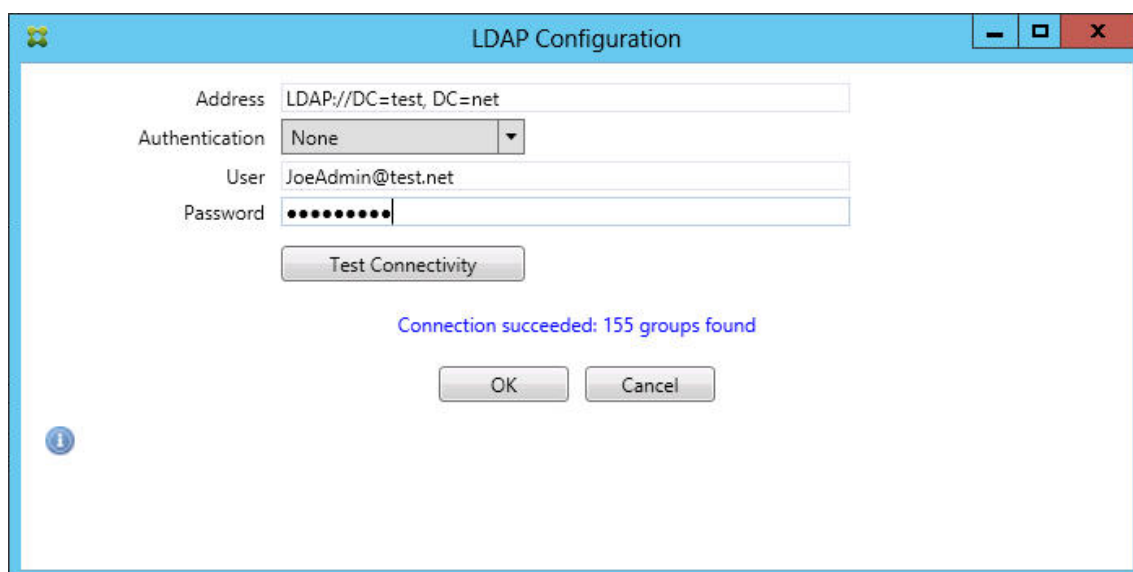 LDAP Configuration
Address LDAP://DC=test, DC=net
Authentication None
User JoeAdmin@test.net
Password •••••••••
Test Connectivity
Connection succeeded: 155 groups found
OK Cancel